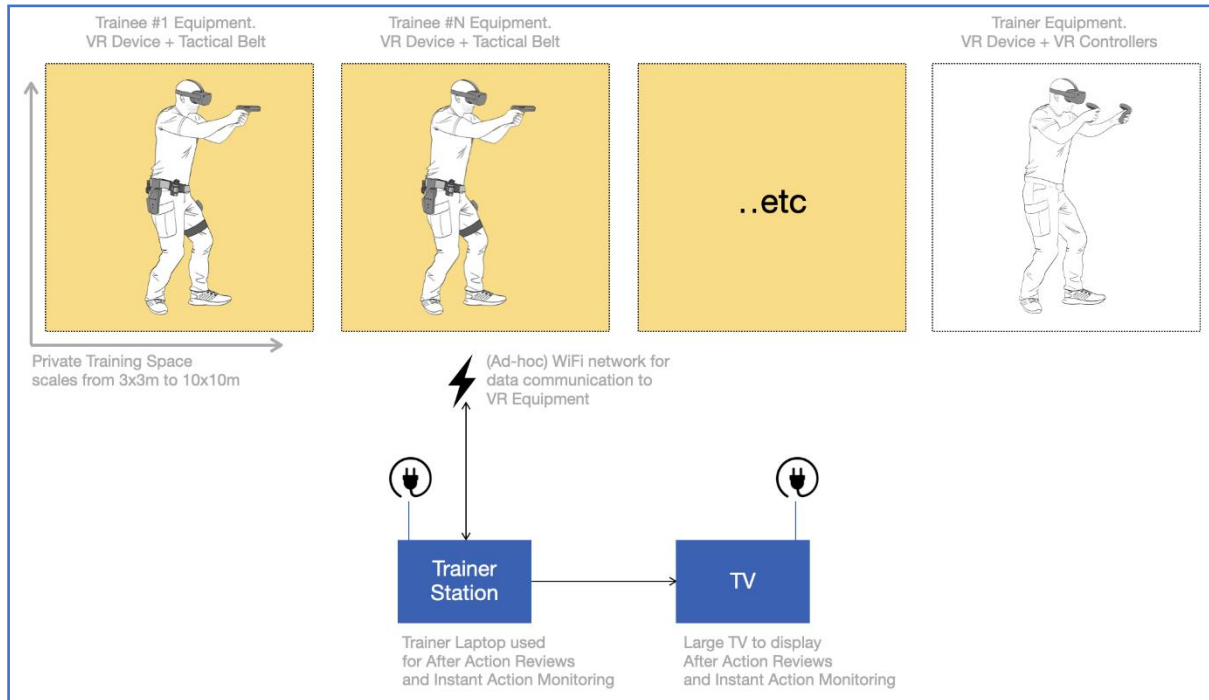 Trainee #1 Equipment.
VR Device + Tactical Belt
Trainee #N Equipment.
VR Device + Tactical Belt
Trainer Equipment.
VR Device + VR Controllers
..etc
Private Training Space
scales from 3x3m to 10x10m
(Ad-hoc) WiFi network for
data communication to
VR Equipment
Trainer
Station
TV
Trainer Laptop used
for After Action Reviews
and Instant Action Monitoring
Large TV to display
After Action Reviews
and Instant Action Monitoring